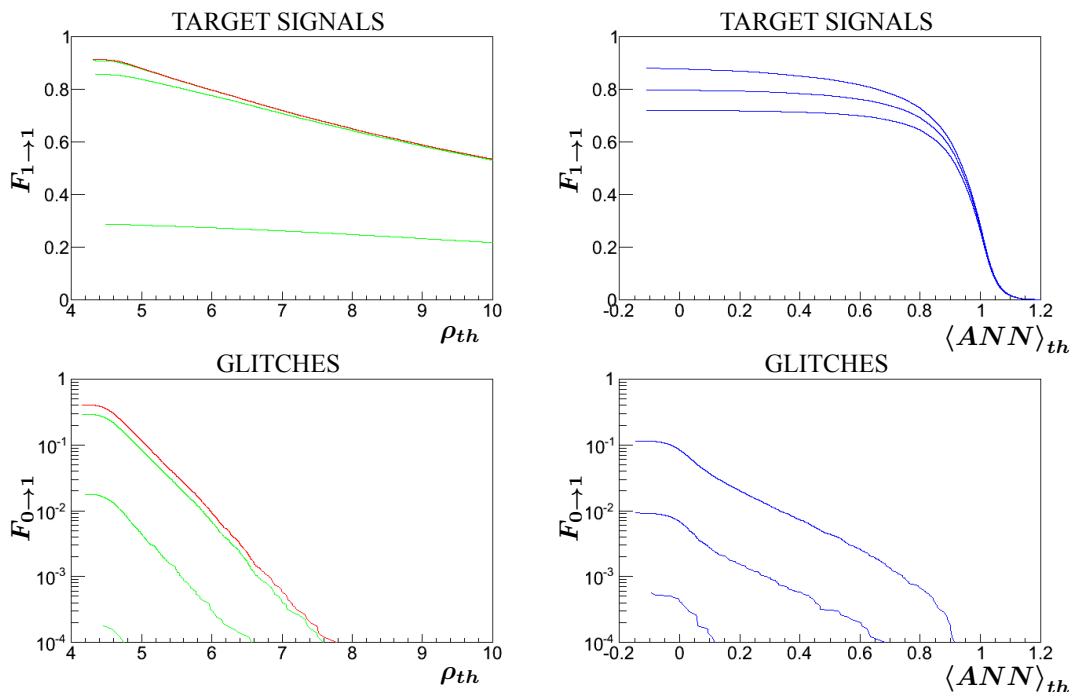 TARGET SIGNALS
F1→1
1
0.8
0.6
0.4
0.2
0
4 5 6 7 8 9 10
ρth
TARGET SIGNALS
F1→1
1
0.8
0.6
0.4
0.2
0
-0.2 0 0.2 0.4 0.6 0.8 1 1.2
⟨ANN⟩th
GLITCHES
F0→1
1
10-1
10-2
10-3
10-4
4 5 6 7 8 9 10
ρth
GLITCHES
F0→1
1
10-1
10-2
10-3
10-4
-0.2 0 0.2 0.4 0.6 0.8 1 1.2
⟨ANN⟩th